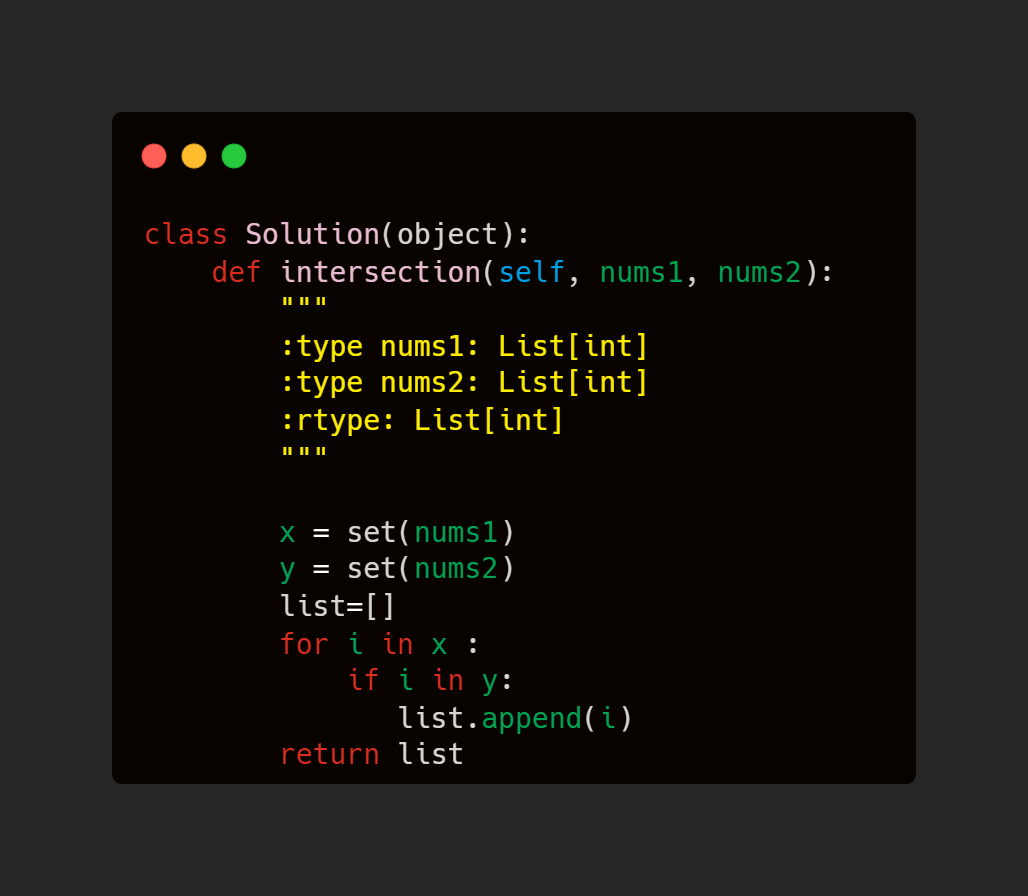 class Solution(object):
    def intersection(self, nums1, nums2):
        """
        :type nums1: List[int]
        :type nums2: List[int]
        :rtype: List[int]
        """

        x = set(nums1)
        y = set(nums2)
        list=[]
        for i in x :
            if i in y:
               list.append(i)
        return list